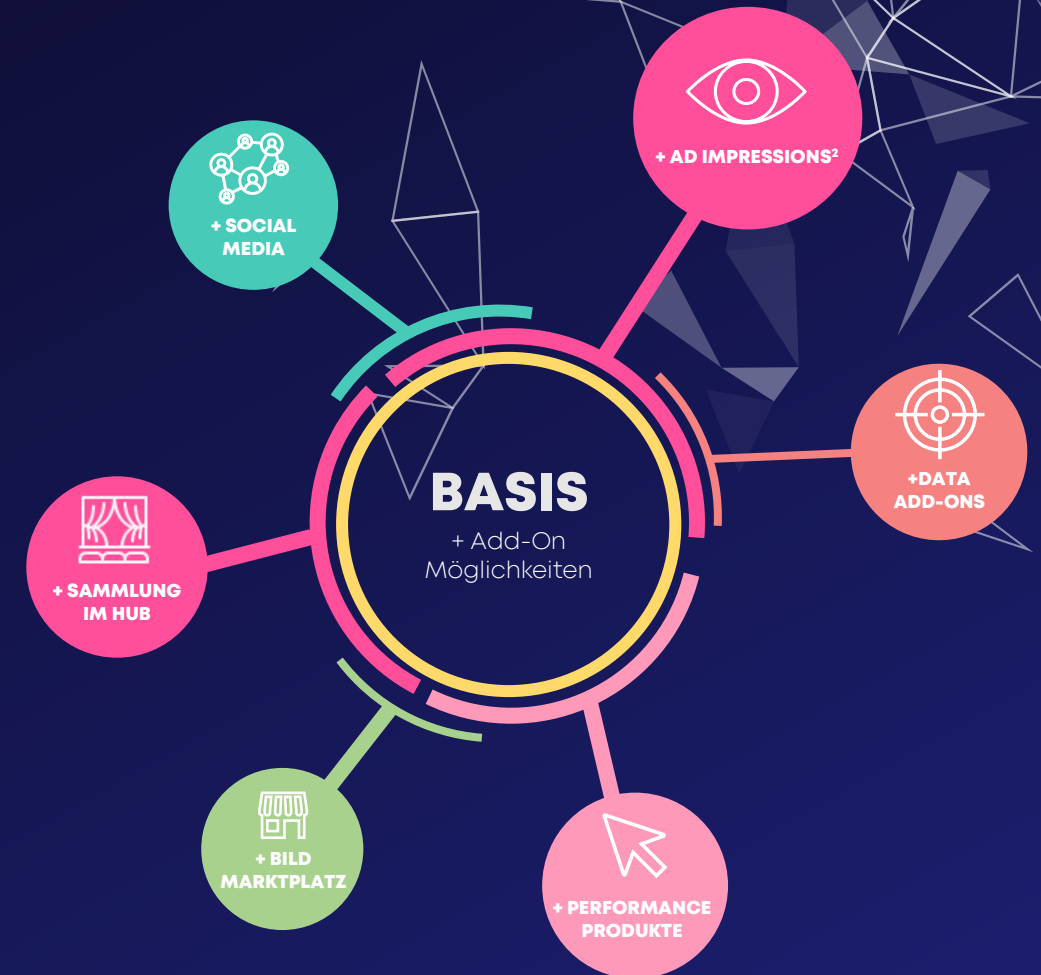 + AD IMPRESSIONS²
+ SOCIAL
MEDIA
+DATA
ADD-ONS
BASIS
+ Add-On
Möglichkeiten
+ SAMMLUNG
IM HUB
+ BILD
MARKTPLATZ
+ PERFORMANCE
PRODUKTE